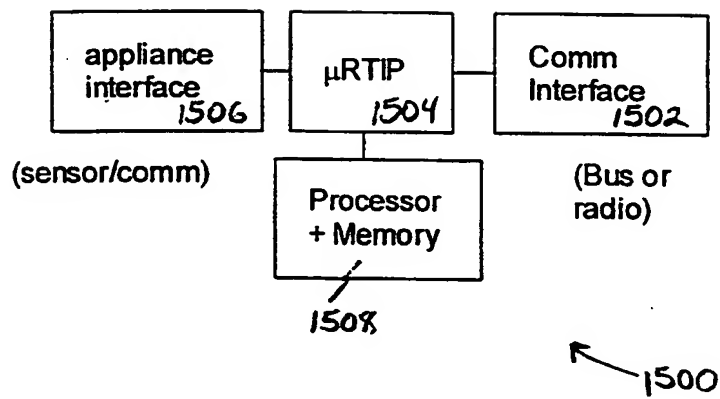 appliance
interface
1506
μRTIP
1504
Comm
Interface
1502
(sensor/comm)
(Bus or
radio)
Processor
+ Memory
1508
1500